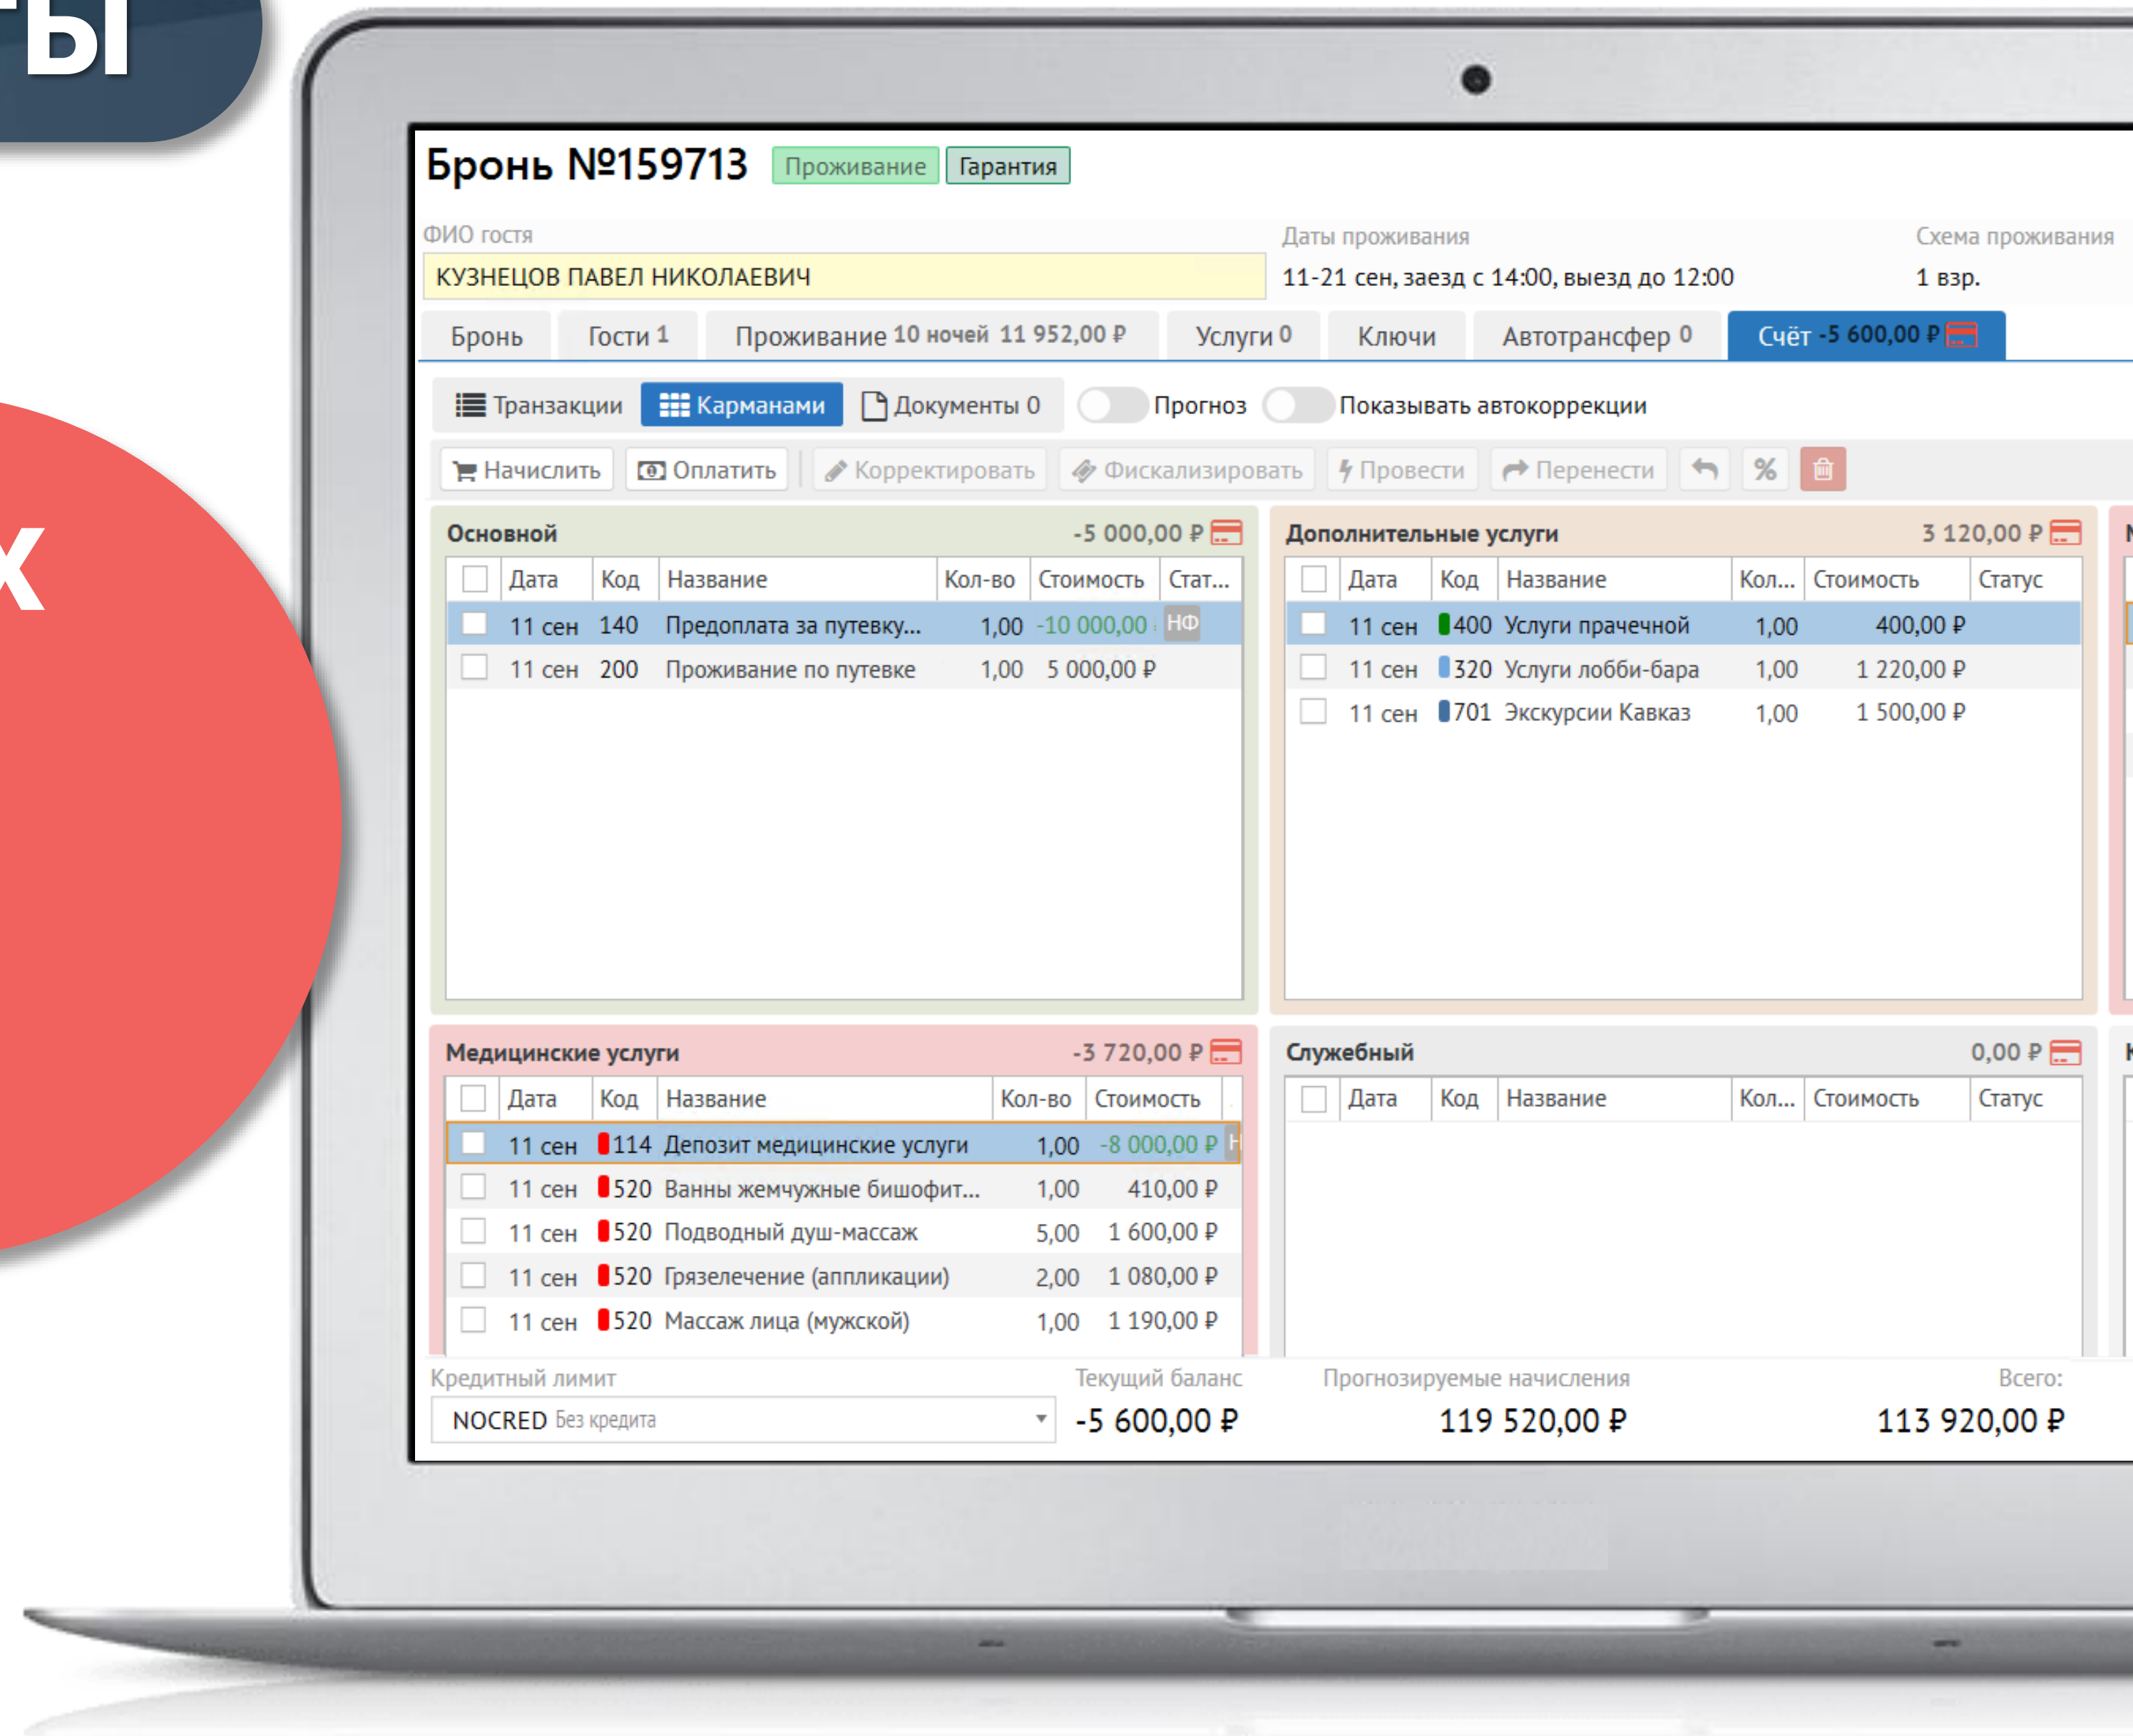 ты
х
Бронь №159713 Проживание Гарантия
ФИО гостя Даты проживания Схема проживания
КУЗНЕЦОВ ПАВЕЛ НИКОЛАЕВИЧ 11-21 сен, заезд с 14:00, выезд до 12:00 1 взр.
Бронь Гости 1 Проживание 10 ночей 11 952,00 ₽ Услуги 0 Ключи Автотрансфер 0 Счёт -5 600,00 ₽
Транзакции Карманами Документы 0 Прогноз Показывать автокоррекции
Начислить Оплатить Корректировать Фискализировать Провести Перенести %
Основной -5 000,00 ₽
Дата Код Название Кол-во Стоимость Стат...
11 сен 140 Предоплата за путевку... 1,00 -10 000,00 НФ
11 сен 200 Проживание по путевке 1,00 5 000,00 ₽
Дополнительные услуги 3 120,00 ₽
Дата Код Название Кол... Стоимость Статус
11 сен 400 Услуги прачечной 1,00 400,00 ₽
11 сен 320 Услуги лобби-бара 1,00 1 220,00 ₽
11 сен 701 Экскурсии Кавказ 1,00 1 500,00 ₽
Медицинские услуги -3 720,00 ₽
Дата Код Название Кол-во Стоимость
11 сен 114 Депозит медицинские услуги 1,00 -8 000,00 ₽ Н
11 сен 520 Ванны жемчужные бишофит... 1,00 410,00 ₽
11 сен 520 Подводный душ-массаж 5,00 1 600,00 ₽
11 сен 520 Грязелечение (аппликации) 2,00 1 080,00 ₽
11 сен 520 Массаж лица (мужской) 1,00 1 190,00 ₽
Служебный 0,00 ₽
Дата Код Название Кол... Стоимость Статус
Кредитный лимит Текущий баланс Прогнозируемые начисления Всего:
NOCRED Без кредита -5 600,00 ₽ 119 520,00 ₽ 113 920,00 ₽